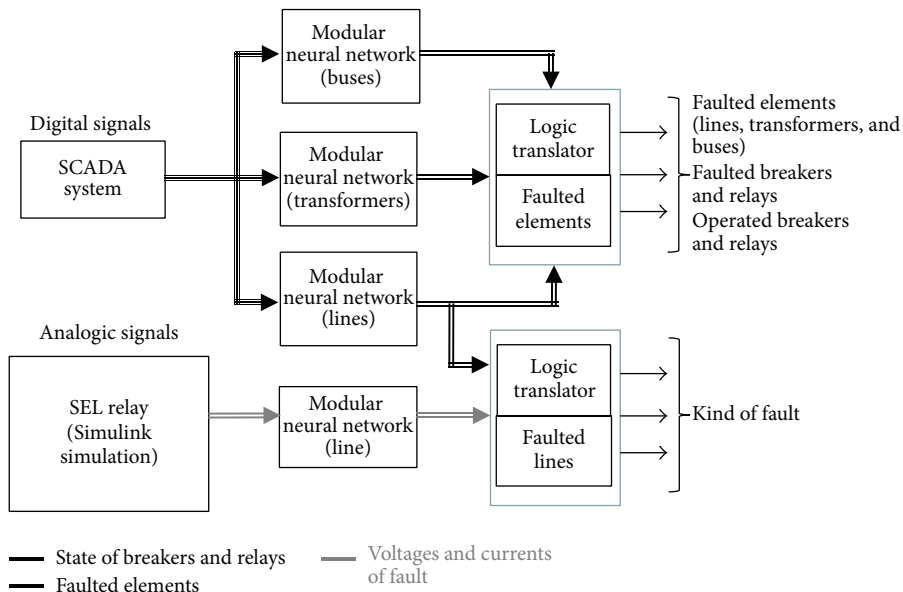 Digital signals
SCADA
system
Modular
neural network
(buses)
Modular
neural network
(transformers)
Modular
neural network
(lines)
Logic
translator
Faulted
elements
Faulted elements
(lines, transformers, and
buses)
Faulted breakers
and relays
Operated breakers
and relays
Analogic signals
SEL relay
(Simulink
simulation)
Modular
neural network
(line)
Logic
translator
Faulted
lines
Kind of fault
State of breakers and relays
Faulted elements
Voltages and currents
of fault